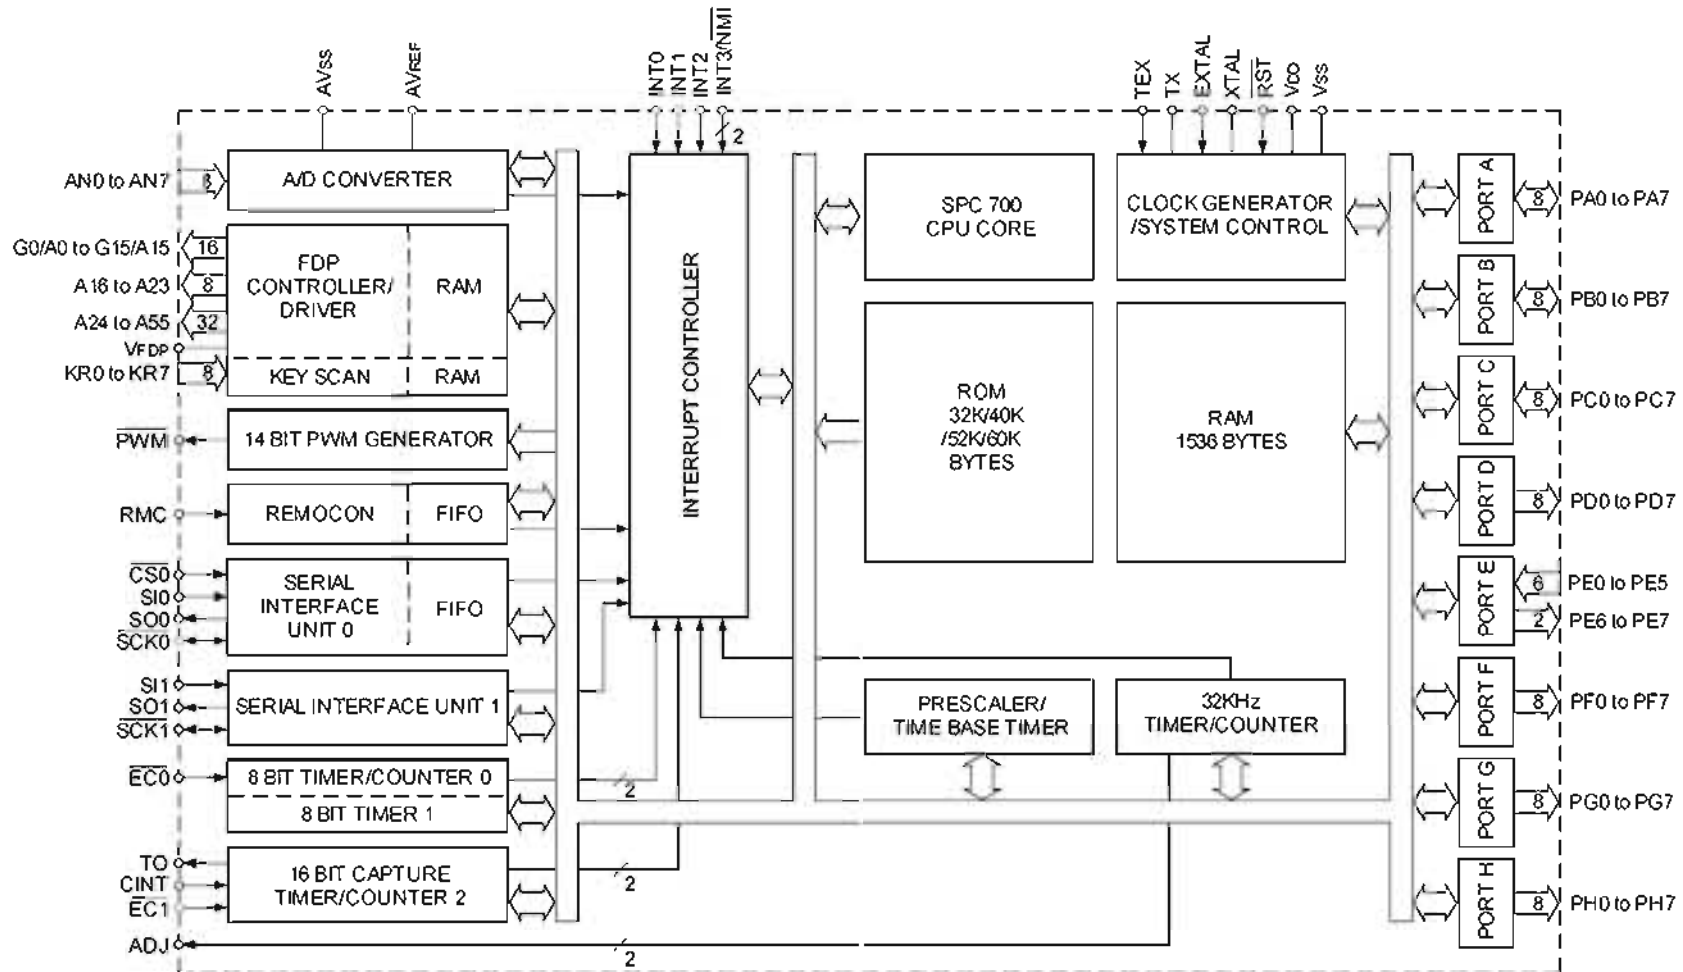 AVSS
AVREF
INT0
INT1
INT2
INT3/NMI
2
TEX
TX
EXTAL
XTAL
RST
VDD
VSS
AN0 to AN7
8
A/D CONVERTER
G0/A0 to G15/A15
16
A16 to A23
8
A24 to A55
32
VFDP
KR0 to KR7
8
FDP
CONTROLLER/
DRIVER
RAM
KEY SCAN
RAM
PWM
14 BIT PWM GENERATOR
RMC
REMOCON
FIFO
CS0
SI0
SO0
SCK0
SERIAL
INTERFACE
UNIT 0
FIFO
SI1
SO1
SCK1
SERIAL INTERFACE UNIT 1
EC0
8 BIT TIMER/COUNTER 0
8 BIT TIMER 1
2
TO
CINT
EC1
16 BIT CAPTURE
TIMER/COUNTER 2
2
ADJ
2
INTERRUPT CONTROLLER
SPC 700
CPU CORE
CLOCK GENERATOR
/SYSTEM CONTROL
ROM
32K/40K
/52K/60K
BYTES
RAM
1536 BYTES
PRESCALER/
TIME BASE TIMER
32KHz
TIMER/COUNTER
PORT A
8
PA0 to PA7
PORT B
8
PB0 to PB7
PORT C
8
PC0 to PC7
PORT D
8
PD0 to PD7
PORT E
6
PE0 to PE5
2
PE6 to PE7
PORT F
8
PF0 to PF7
PORT G
8
PG0 to PG7
PORT H
8
PH0 to PH7